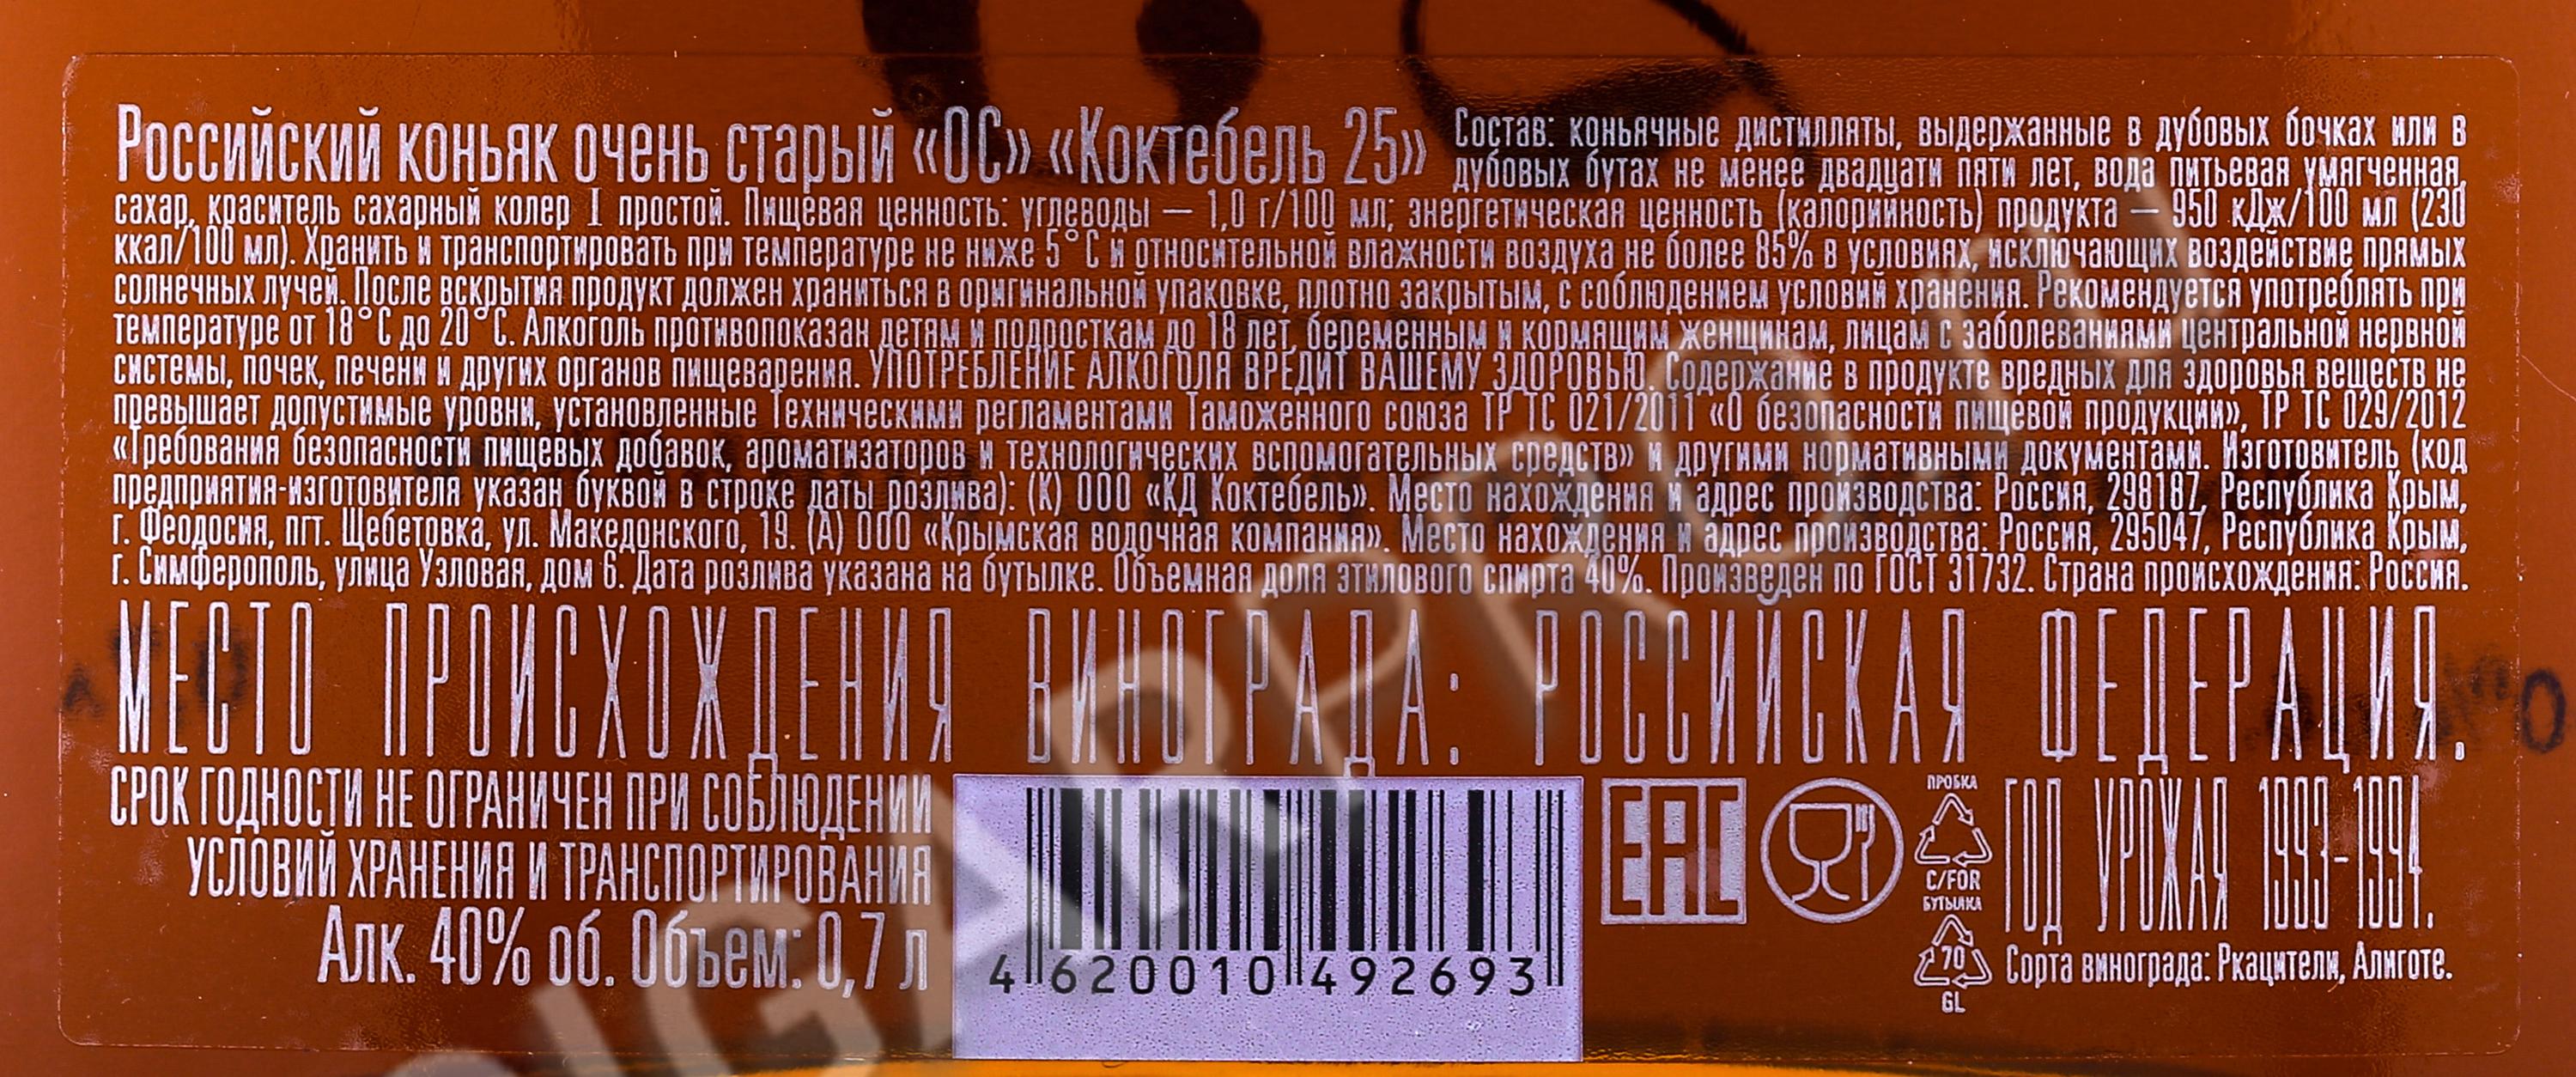 Российский коньяк очень старый «ОС» «Коктебель 25» Состав: коньячные дистилляты, выдержанные в дубовых бочках или в
дубовых бутах не менее двадцати пяти лет, вода питьевая умягченная,
сахар, краситель сахарный колер I простой. Пищевая ценность: углеводы – 1,0 г/100 мл; энергетическая ценность (калорийность) продукта – 950 кДж/100 мл (230
ккал/100 мл). Хранить и транспортировать при температуре не ниже 5°С и относительной влажности воздуха не более 85% в условиях, исключающих воздействие прямых
солнечных лучей. После вскрытия продукт должен храниться в оригинальной упаковке, плотно закрытым, с соблюдением условий хранения. Рекомендуется употреблять при
температуре от 18°С до 20°С. Алкоголь противопоказан детям и подросткам до 18 лет, беременным и кормящим женщинам, лицам с заболеваниями центральной нервной
системы, почек, печени и других органов пищеварения. УПОТРЕБЛЕНИЕ АЛКОГОЛЯ ВРЕДИТ ВАШЕМУ ЗДОРОВЬЮ. Содержание в продукте вредных для здоровья веществ не
превышает допустимые уровни, установленные Техническими регламентами Таможенного союза ТР ТС 021/2011 «О безопасности пищевой продукции», ТР ТС 029/2012
«Требования безопасности пищевых добавок, ароматизаторов и технологических вспомогательных средств» и другими нормативными документами. Изготовитель (код
предприятия-изготовителя указан буквой в строке даты розлива): (К) ООО «КД Коктебель». Место нахождения и адрес производства: Россия, 298187, Республика Крым,
г. Феодосия, пгт. Щебетовка, ул. Македонского, 19. (А) ООО «Крымская водочная компания». Место нахождения и адрес производства: Россия, 295047, Республика Крым,
г. Симферополь, улица Узловая, дом 6. Дата розлива указана на бутылке. Объемная доля этилового спирта 40%. Произведен по ГОСТ 31732. Страна происхождения: Россия.
МЕСТО ПРОИСХОЖДЕНИЯ ВИНОГРАДА: РОССИЙСКАЯ ФЕДЕРАЦИЯ.
СРОК ГОДНОСТИ НЕ ОГРАНИЧЕН ПРИ СОБЛЮДЕНИИ
УСЛОВИЙ ХРАНЕНИЯ И ТРАНСПОРТИРОВАНИЯ
Алк. 40% об. Объем: 0,7 л
4 620010 492693
EAC
ПРОБКА
C/FOR
БУТЫЛКА
70
GL
ГОД УРОЖАЯ 1993-1994.
Сорта винограда: Ркацители, Алиготе.